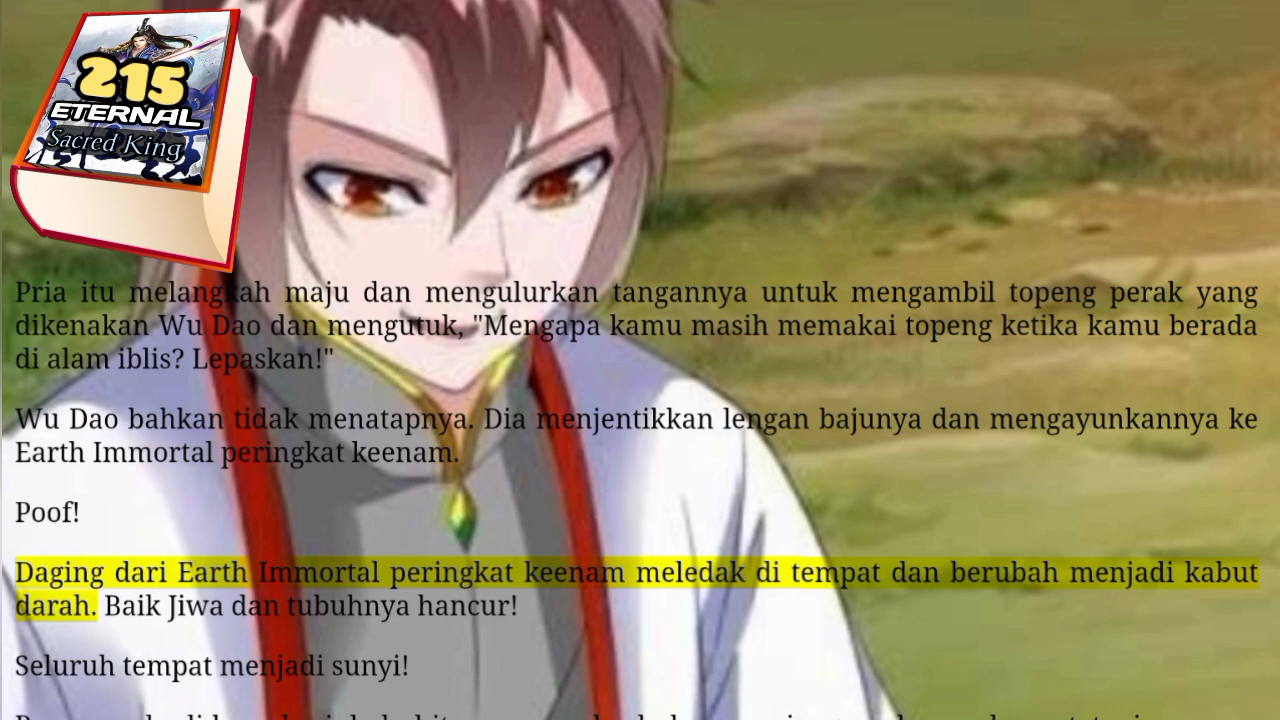 215
ETERNAL
Sacred King
Pria itu melangkah maju dan mengulurkan tangannya untuk mengambil topeng perak yang
dikenakan Wu Dao dan mengutuk, "Mengapa kamu masih memakai topeng ketika kamu berada
di alam iblis? Lepaskan!"
Wu Dao bahkan tidak menatapnya. Dia menjentikkan lengan bajunya dan mengayunkannya ke
Earth Immortal peringkat keenam.
Poof!
Daging dari Earth Immortal peringkat keenam meledak di tempat dan berubah menjadi kabut
darah. Baik Jiwa dan tubuhnya hancur!
Seluruh tempat menjadi sunyi!